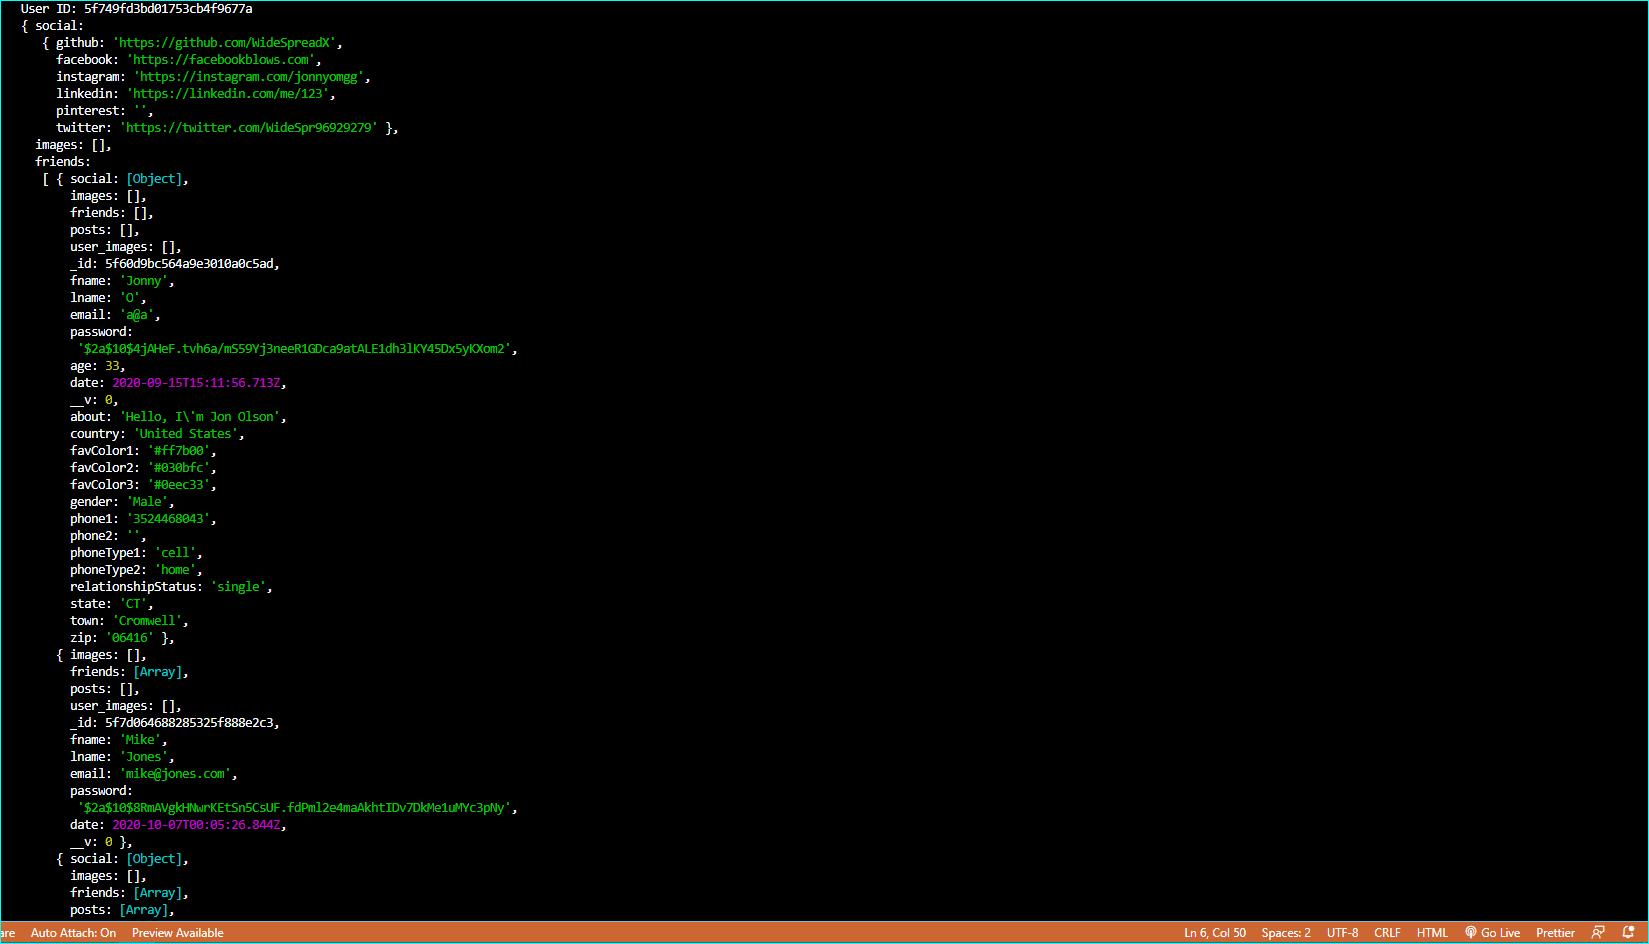 User ID: 5f749fd3bd01753cb4f9677a
{ social:
{ github: 'https://github.com/WideSpreadX',
facebook: 'https://facebookblows.com',
instagram: 'https://instagram.com/jonnyomgg',
linkedin: 'https://linkedin.com/me/123',
pinterest: '',
twitter: 'https://twitter.com/WideSpr96929279' },
images: [],
friends:
[ { social: [Object],
images: [],
friends: [],
posts: [],
user_images: [],
_id: 5f60d9bc564a9e3010a0c5ad,
fname: 'Jonny',
lname: 'O',
email: 'a@a',
password:
'$2a$10$4jAHeF.tvh6a/mS59Yj3neeR1GDca9atALE1dh3lKY45Dx5yKXom2',
age: 33,
date: 2020-09-15T15:11:56.713Z,
__v: 0,
about: 'Hello, I\'m Jon Olson',
country: 'United States',
favColor1: '#ff7b00',
favColor2: '#030bfc',
favColor3: '#0eec33',
gender: 'Male',
phone1: '3524468043',
phone2: '',
phoneType1: 'cell',
phoneType2: 'home',
relationshipStatus: 'single',
state: 'CT',
town: 'Cromwell',
zip: '06416' },
{ images: [],
friends: [Array],
posts: [],
user_images: [],
_id: 5f7d064688285325f888e2c3,
fname: 'Mike',
lname: 'Jones',
email: 'mike@jones.com',
password:
'$2a$10$8RmAVgkHNwrKEtSn5CsUF.fdPml2e4maAkhtIDv7DkMe1uMYc3pNy',
date: 2020-10-07T00:05:26.844Z,
__v: 0 },
{ social: [Object],
images: [],
friends: [Array],
posts: [Array],
are Auto Attach: On Preview Available Ln 6, Col 50 Spaces: 2 UTF-8 CRLF HTML Go Live Prettier